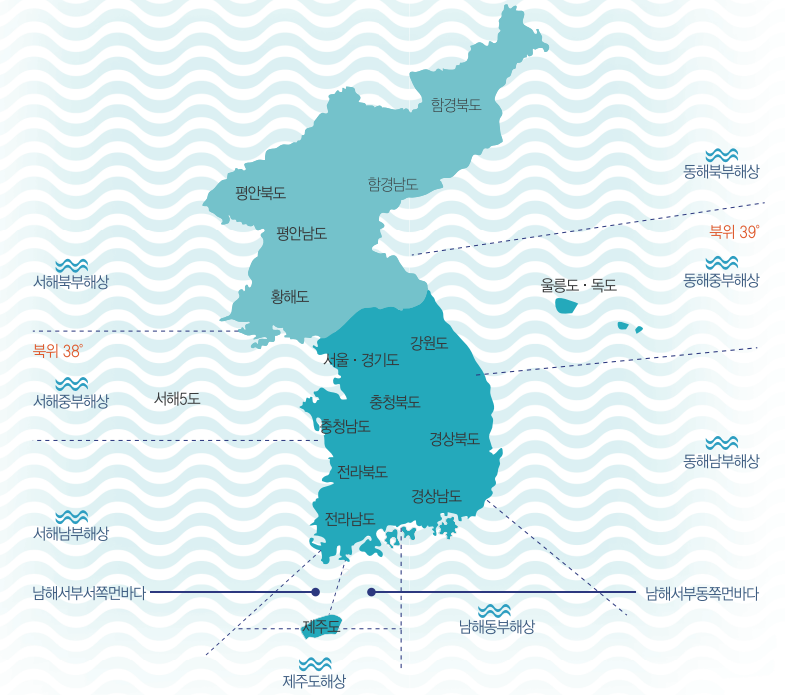 함경북도
동해북부해상
함경남도
평안북도
북위 39°
평안남도
서해북부해상
동해중부해상
울릉도 · 독도
황해도
북위 38°
강원도
서울 · 경기도
서해중부해상
서해5도
충청북도
충청남도
경상북도
동해남부해상
전라북도
경상남도
전라남도
서해남부해상
남해서부서쪽먼바다
남해서부동쪽먼바다
제주도
남해동부해상
제주도해상